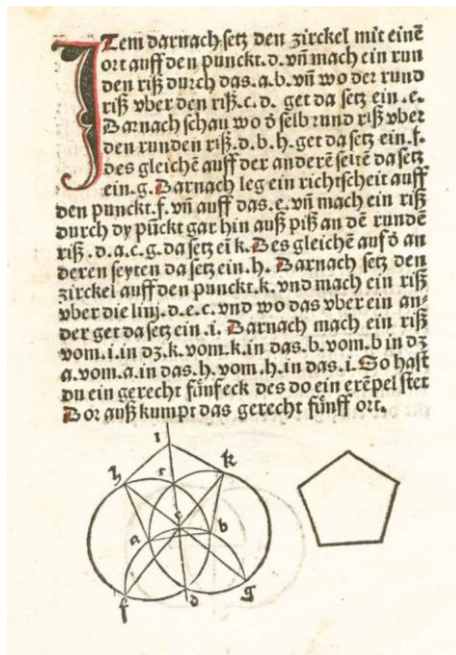 ITem darnach setz den zirckel mit einē
ort auff den punckt.d.vñ mach ein run
den riß durch das.a.b.vñ wo der rund
riß vber den riß.c.d. get da setz ein.e.
Darnach schau wo ð selb rund riß vber
den runden riß.d.b.h.get da setz ein.f.
des gleichē auff der anderē seitē da setz
ein.g. Darnach leg ein richtscheit auff
den punckt.f. vñ auff das.e.vñ mach ein riß
durch dy pūckt gar hin auß piß an dē rundē
riß.d.a.c.g.da setz eī k. Des gleichē auf ð an
deren seyten da setz ein.h. Darnach setz den
zirckel auff den punckt.k.vnd mach ein riß
vber die linj.d.e.c.vnd wo das vber ein an⸗
der get da setz ein.i. Darnach mach ein riß
vom.i.in dz.k.vom.k.in das.b.vom.b in dz
a.vom.a.in das.h.vom.h.in das.i. So hast
du ein gerecht fünfeck des do ein exēpel stet
Dor auß kumpt das gerecht fünff ort.
i
h
k
c
e
a
b
f
d
g